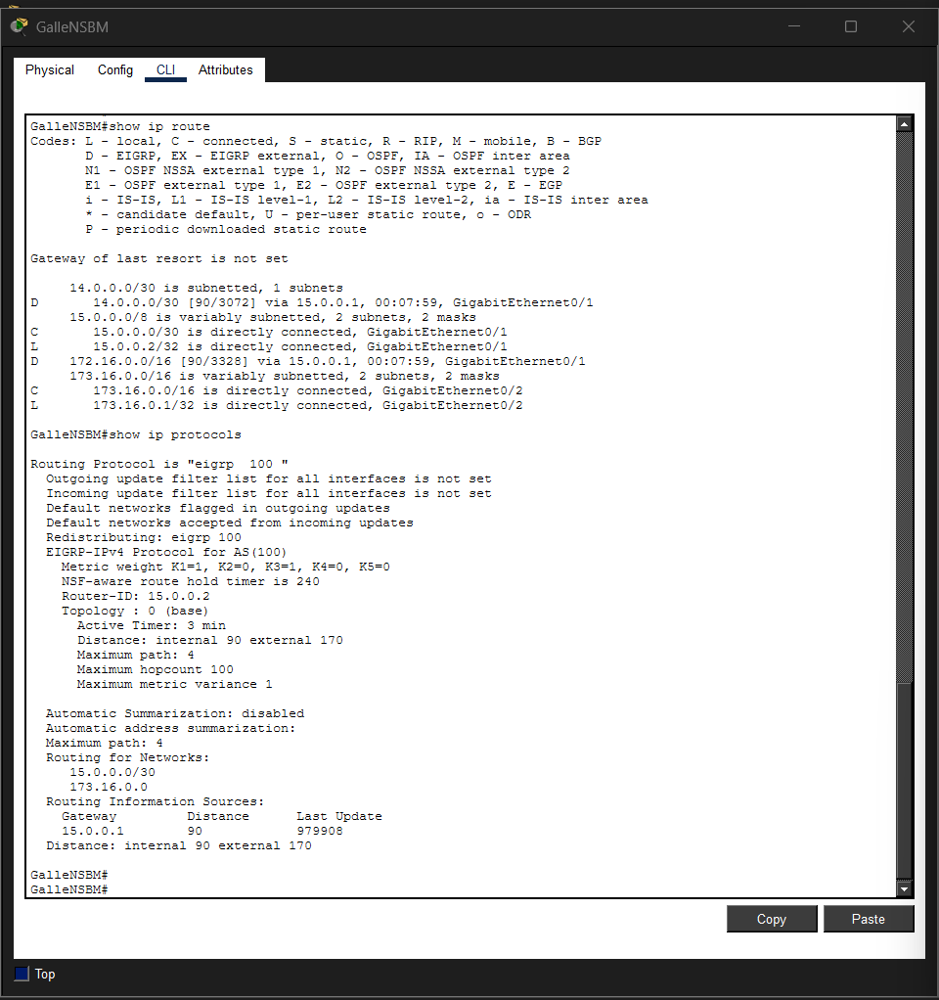 GalleNSBM
Physical Config CLI Attributes
GalleNSBM#show ip route
Codes: L - local, C - connected, S - static, R - RIP, M - mobile, B - BGP
D - EIGRP, EX - EIGRP external, O - OSPF, IA - OSPF inter area
N1 - OSPF NSSA external type 1, N2 - OSPF NSSA external type 2
E1 - OSPF external type 1, E2 - OSPF external type 2, E - EGP
i - IS-IS, L1 - IS-IS level-1, L2 - IS-IS level-2, ia - IS-IS inter area
* - candidate default, U - per-user static route, o - ODR
P - periodic downloaded static route
Gateway of last resort is not set
14.0.0.0/30 is subnetted, 1 subnets
D 14.0.0.0/30 [90/3072] via 15.0.0.1, 00:07:59, GigabitEthernet0/1
15.0.0.0/8 is variably subnetted, 2 subnets, 2 masks
C 15.0.0.0/30 is directly connected, GigabitEthernet0/1
L 15.0.0.2/32 is directly connected, GigabitEthernet0/1
D 172.16.0.0/16 [90/3328] via 15.0.0.1, 00:07:59, GigabitEthernet0/1
173.16.0.0/16 is variably subnetted, 2 subnets, 2 masks
C 173.16.0.0/16 is directly connected, GigabitEthernet0/2
L 173.16.0.1/32 is directly connected, GigabitEthernet0/2
GalleNSBM#show ip protocols
Routing Protocol is "eigrp  100 "
Outgoing update filter list for all interfaces is not set
Incoming update filter list for all interfaces is not set
Default networks flagged in outgoing updates
Default networks accepted from incoming updates
Redistributing: eigrp 100
EIGRP-IPv4 Protocol for AS(100)
Metric weight K1=1, K2=0, K3=1, K4=0, K5=0
NSF-aware route hold timer is 240
Router-ID: 15.0.0.2
Topology : 0 (base)
Active Timer: 3 min
Distance: internal 90 external 170
Maximum path: 4
Maximum hopcount 100
Maximum metric variance 1
Automatic Summarization: disabled
Automatic address summarization:
Maximum path: 4
Routing for Networks:
15.0.0.0/30
173.16.0.0
Routing Information Sources:
Gateway Distance Last Update
15.0.0.1 90 979908
Distance: internal 90 external 170
GalleNSBM#
GalleNSBM#
Copy Paste
Top